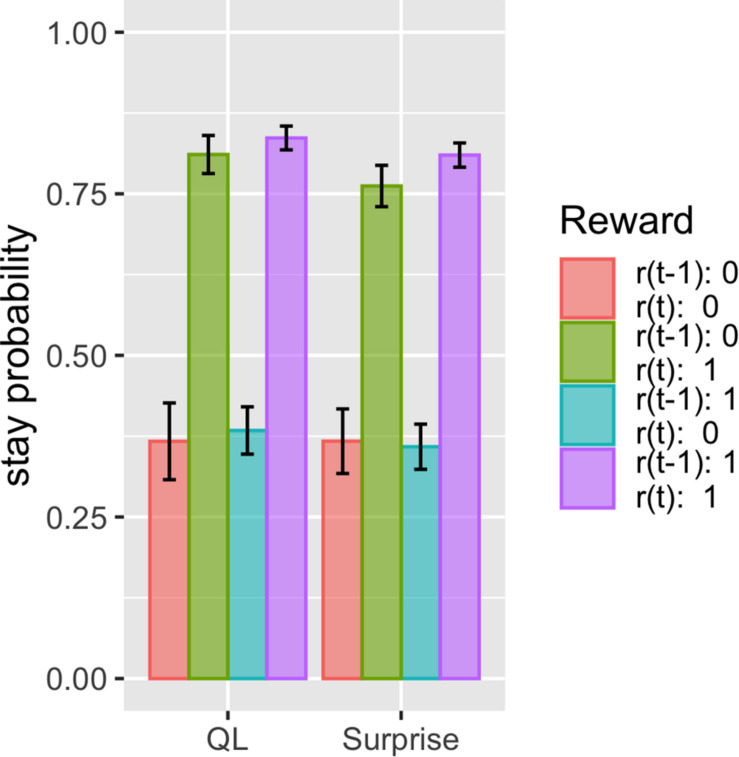 1.00
0.75
0.50
0.25
0.00
stay probability
QL
Surprise
Reward
r(t-1): 0
r(t): 0
r(t-1): 0
r(t): 1
r(t-1): 1
r(t): 0
r(t-1): 1
r(t): 1